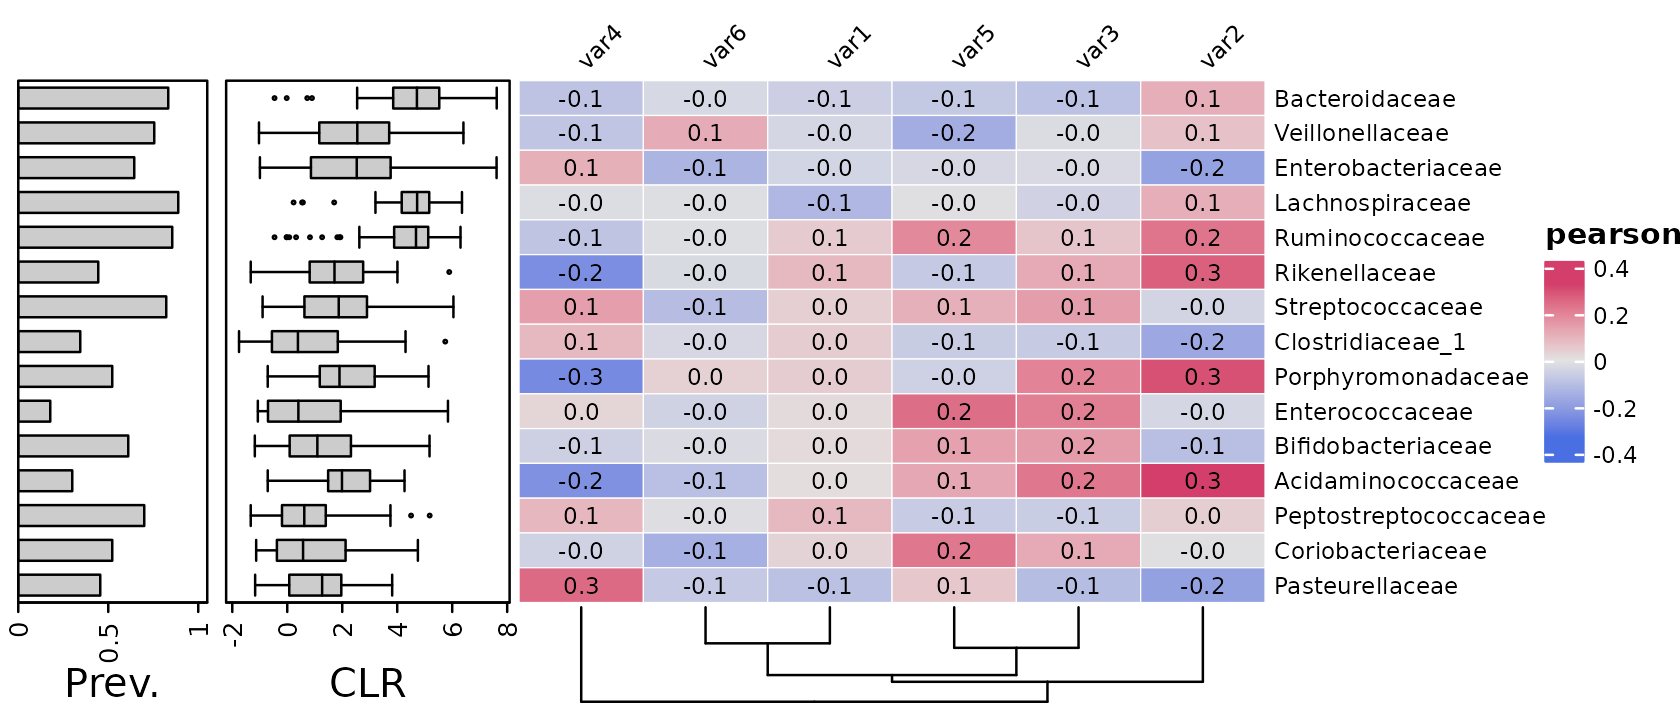 var4 var6 var1 var5 var3 var2
-0.1 -0.0 -0.1 -0.1 -0.1 0.1 Bacteroidaceae
-0.1 0.1 -0.0 -0.2 -0.0 0.1 Veillonellaceae
0.1 -0.1 -0.0 -0.0 -0.0 -0.2 Enterobacteriaceae
-0.0 -0.0 -0.1 -0.0 -0.0 0.1 Lachnospiraceae
-0.1 -0.0 0.1 0.2 0.1 0.2 Ruminococcaceae
-0.2 -0.0 0.1 -0.1 0.1 0.3 Rikenellaceae
0.1 -0.1 0.0 0.1 0.1 -0.0 Streptococcaceae
0.1 -0.0 0.0 -0.1 -0.1 -0.2 Clostridiaceae_1
-0.3 0.0 0.0 -0.0 0.2 0.3 Porphyromonadaceae
0.0 -0.0 0.0 0.2 0.2 -0.0 Enterococcaceae
-0.1 -0.0 0.0 0.1 0.2 -0.1 Bifidobacteriaceae
-0.2 -0.1 0.0 0.1 0.2 0.3 Acidaminococcaceae
0.1 -0.0 0.1 -0.1 -0.1 0.0 Peptostreptococcaceae
-0.0 -0.1 0.0 0.2 0.1 -0.0 Coriobacteriaceae
0.3 -0.1 -0.1 0.1 -0.1 -0.2 Pasteurellaceae
pearson
0.4
0.2
0
-0.2
-0.4
0 0.5 1
-2 0 2 4 6 8
Prev. CLR